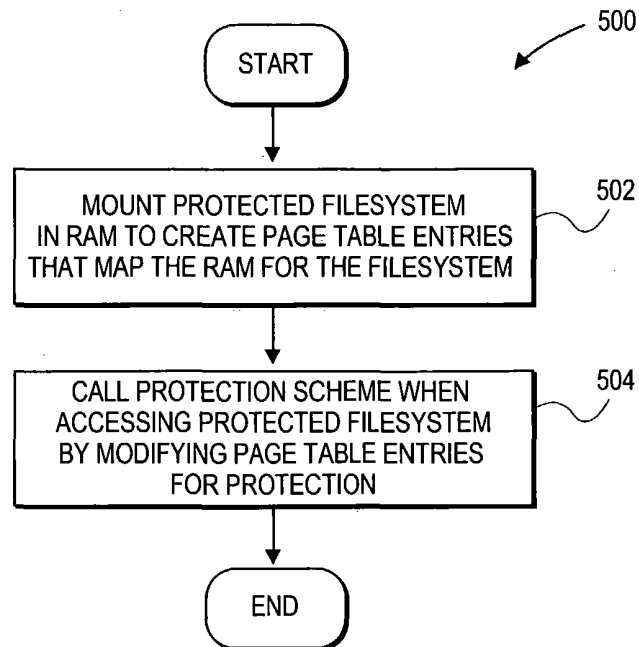 500
START
MOUNT PROTECTED FILESYSTEM
IN RAM TO CREATE PAGE TABLE ENTRIES
THAT MAP THE RAM FOR THE FILESYSTEM
502
CALL PROTECTION SCHEME WHEN
ACCESSING PROTECTED FILESYSTEM
BY MODIFYING PAGE TABLE ENTRIES
FOR PROTECTION
504
END